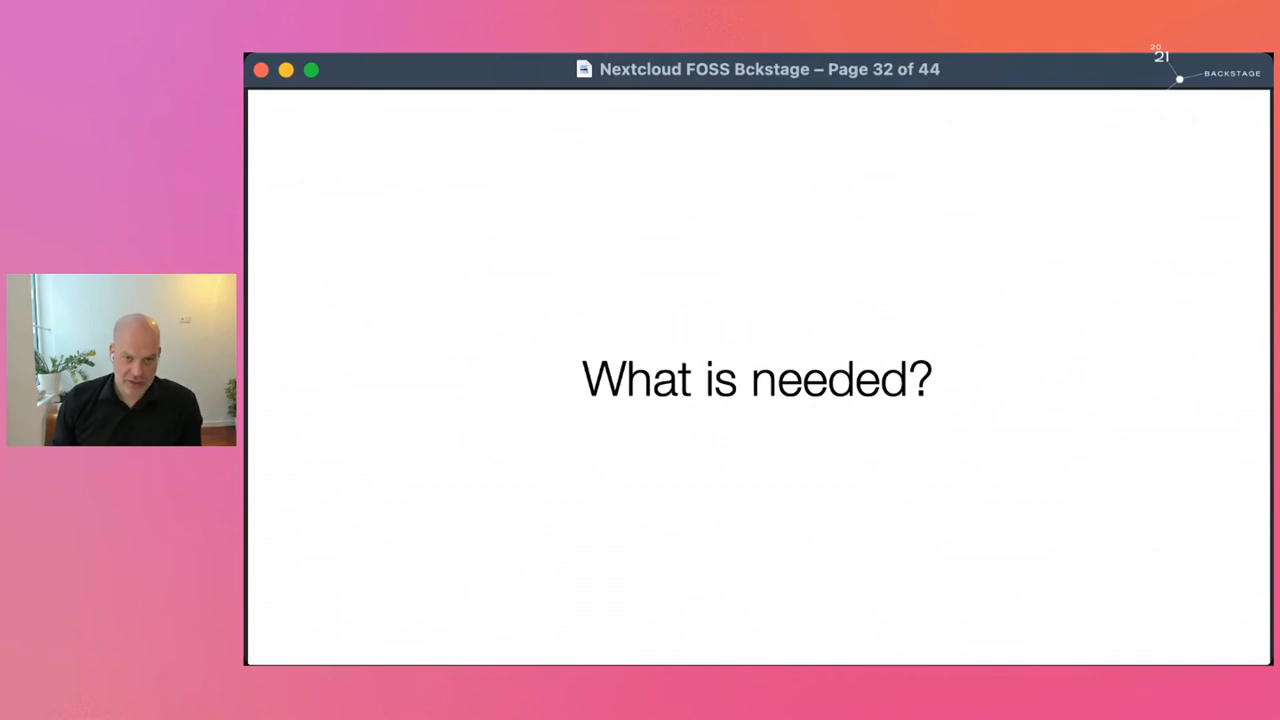 Nextcloud FOSS Bckstage – Page 32 of 44
20
21
BACKSTAGE
What is needed?